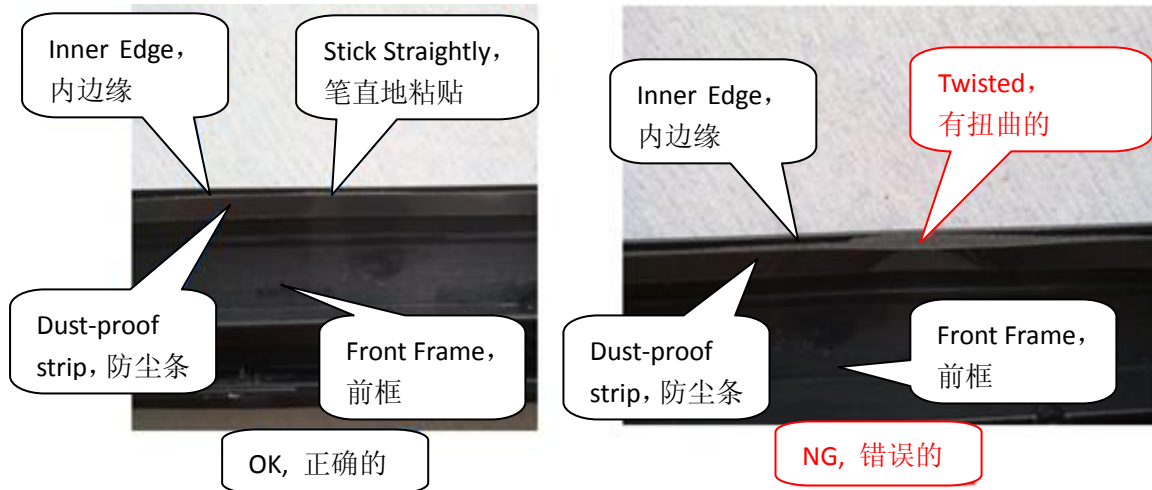 Inner Edge，
内边缘
Stick Straightly，
笔直地粘贴
Dust-proof
strip，防尘条
Front Frame，
前框
OK, 正确的
Inner Edge，
内边缘
Twisted，
有扭曲的
Dust-proof
strip，防尘条
Front Frame，
前框
NG, 错误的